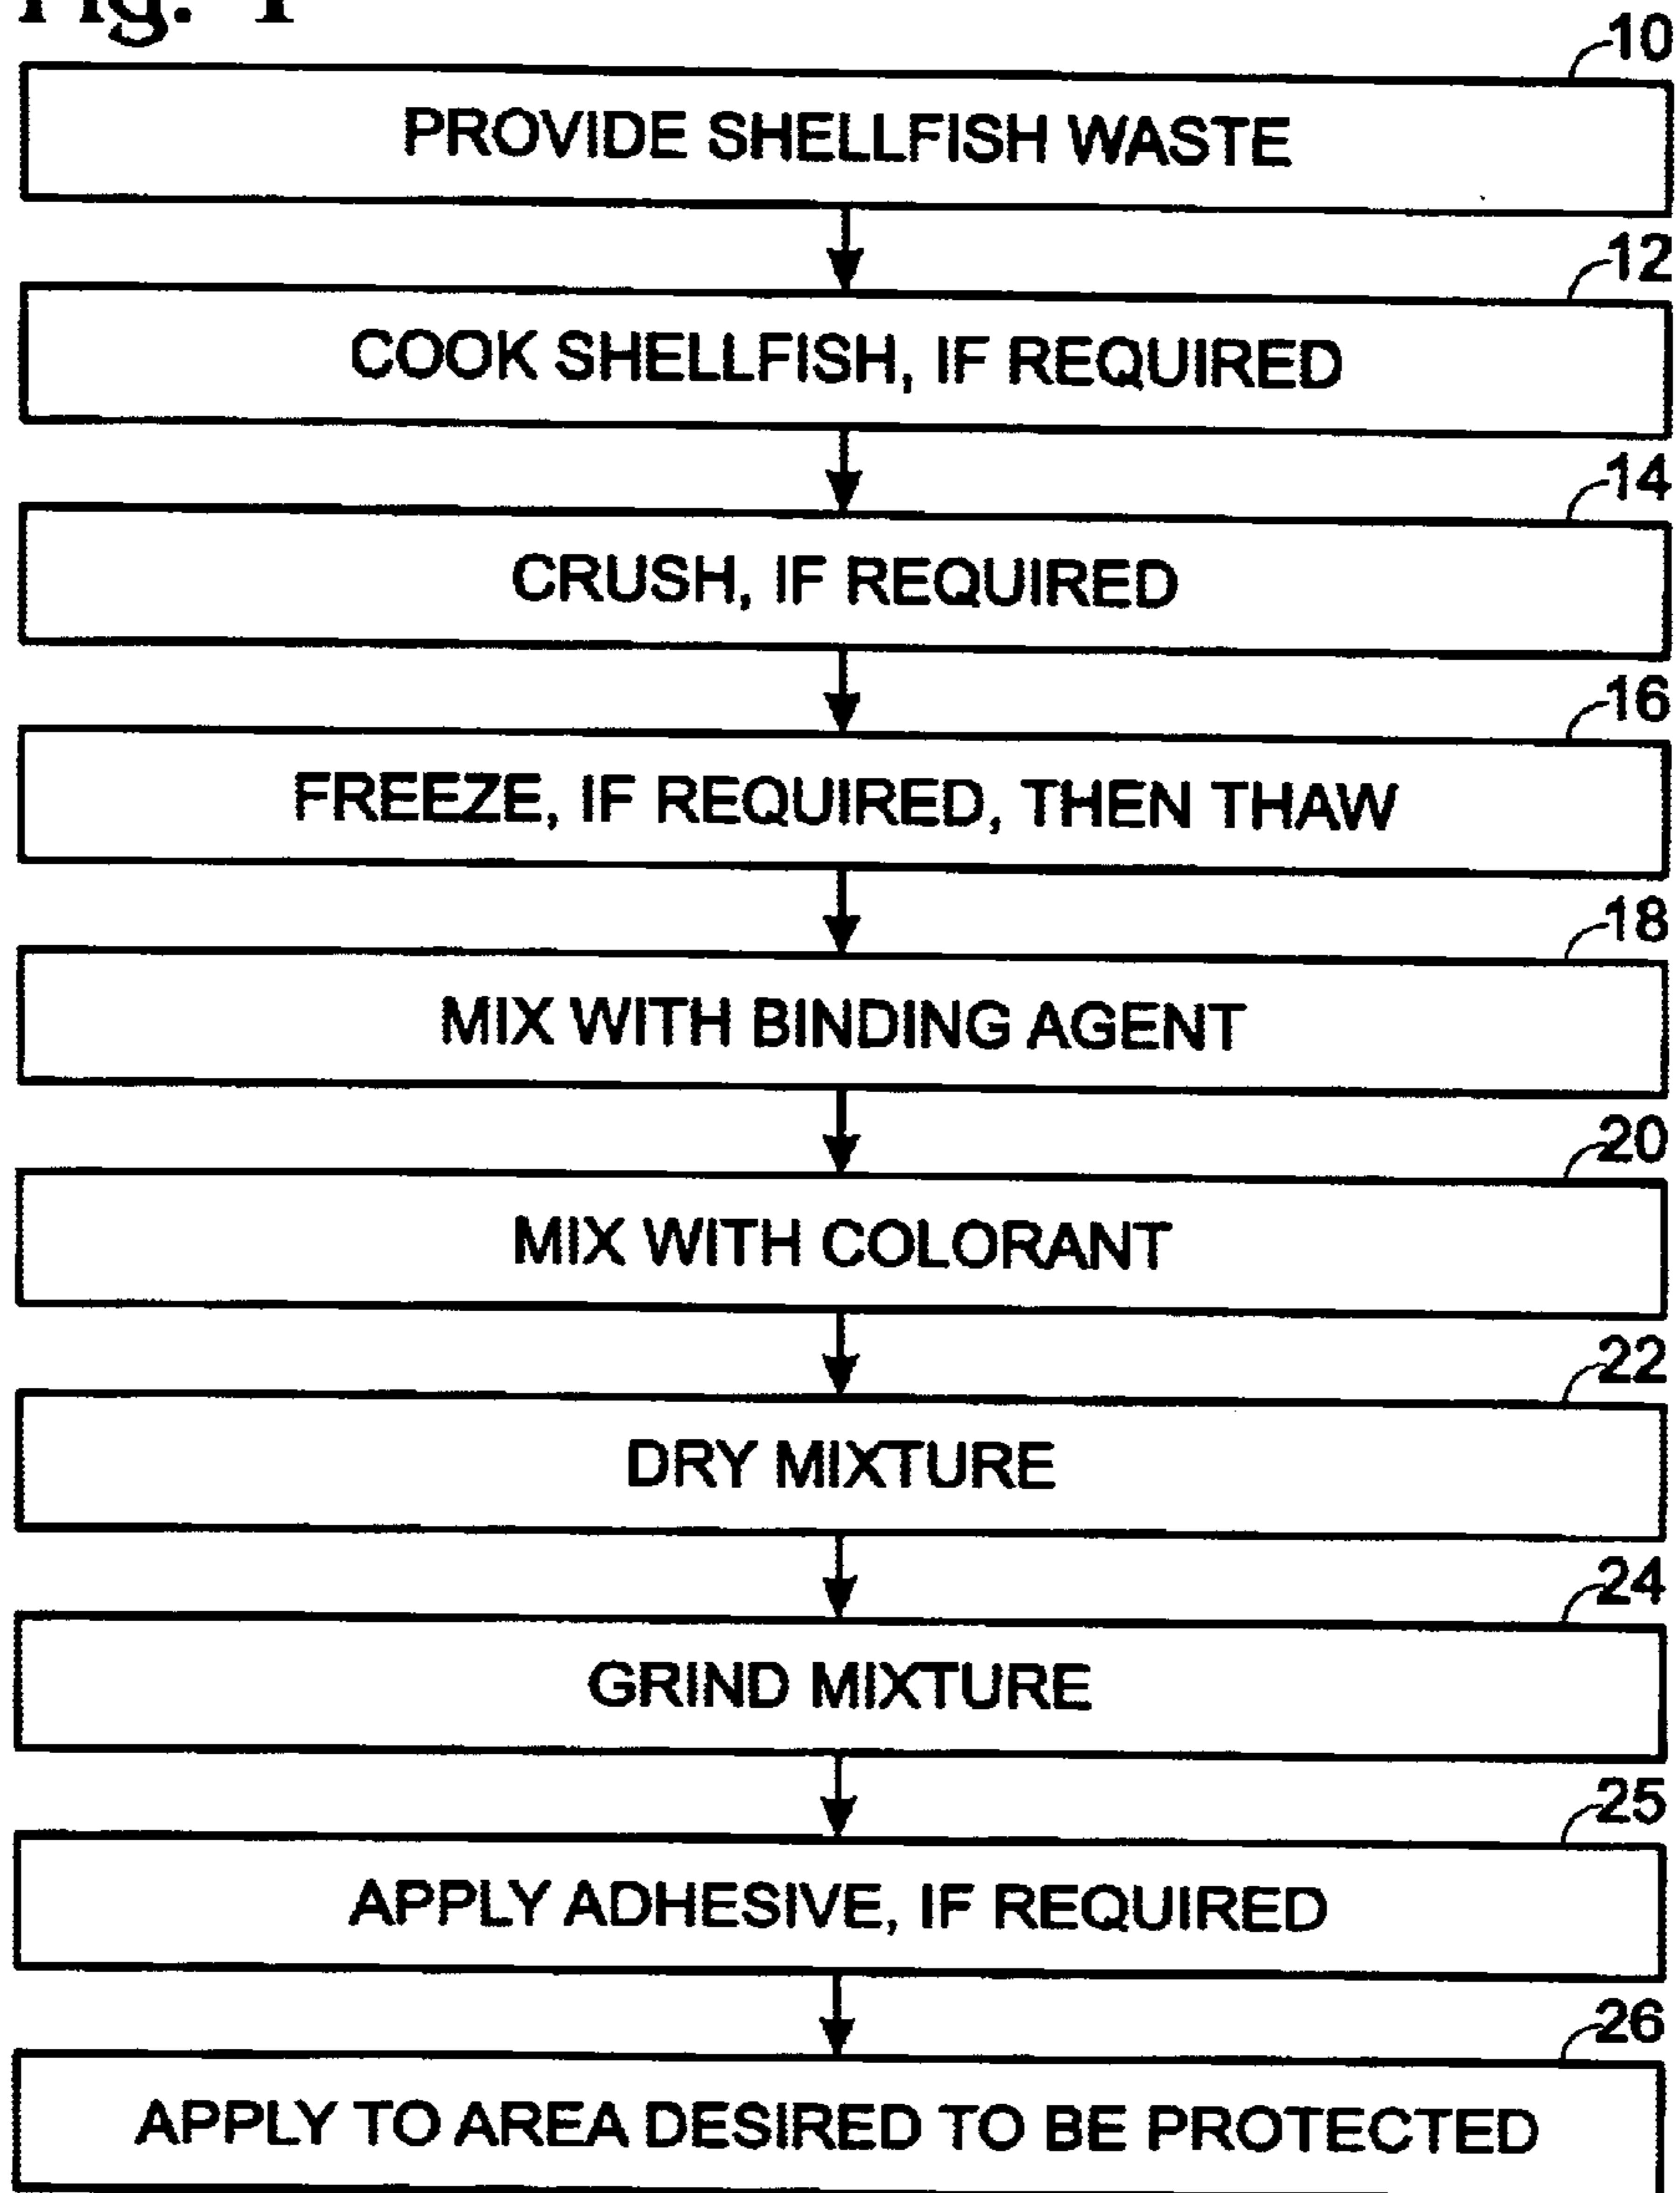 Fig. 1
10
PROVIDE SHELLFISH WASTE
12
COOK SHELLFISH, IF REQUIRED
14
CRUSH, IF REQUIRED
16
FREEZE, IF REQUIRED, THEN THAW
18
MIX WITH BINDING AGENT
20
MIX WITH COLORANT
22
DRY MIXTURE
24
GRIND MIXTURE
25
APPLY ADHESIVE, IF REQUIRED
26
APPLY TO AREA DESIRED TO BE PROTECTED